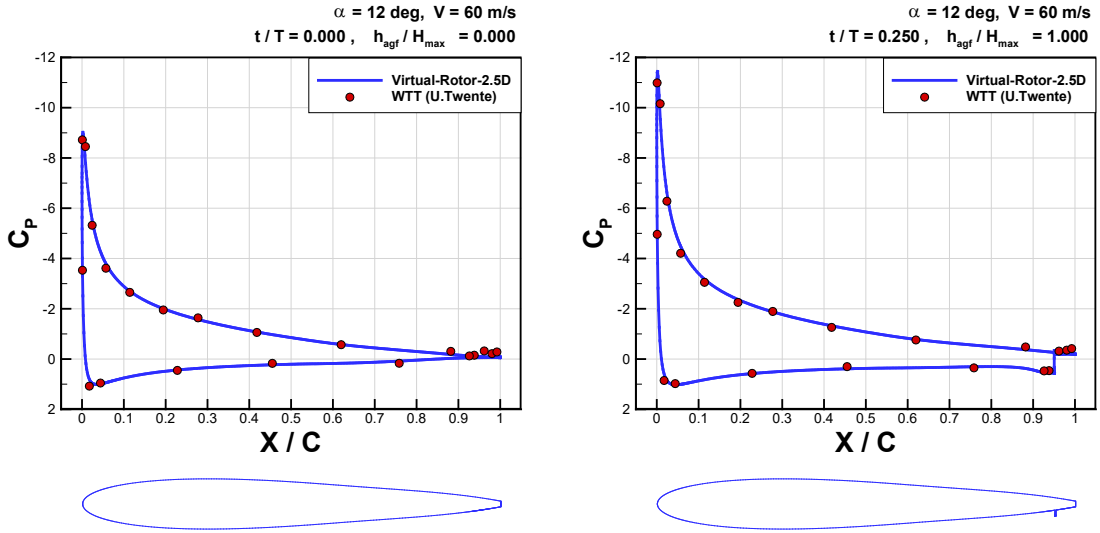 α = 12 deg, V = 60 m/s
t / T = 0.000 , h_agf / H_max = 0.000
-12
-10
-8
-6
-4
-2
0
2
C_P
Virtual-Rotor-2.5D
WTT (U.Twente)
0 0.1 0.2 0.3 0.4 0.5 0.6 0.7 0.8 0.9 1
X / C
α = 12 deg, V = 60 m/s
t / T = 0.250 , h_agf / H_max = 1.000
-12
-10
-8
-6
-4
-2
0
2
C_P
Virtual-Rotor-2.5D
WTT (U.Twente)
0 0.1 0.2 0.3 0.4 0.5 0.6 0.7 0.8 0.9 1
X / C